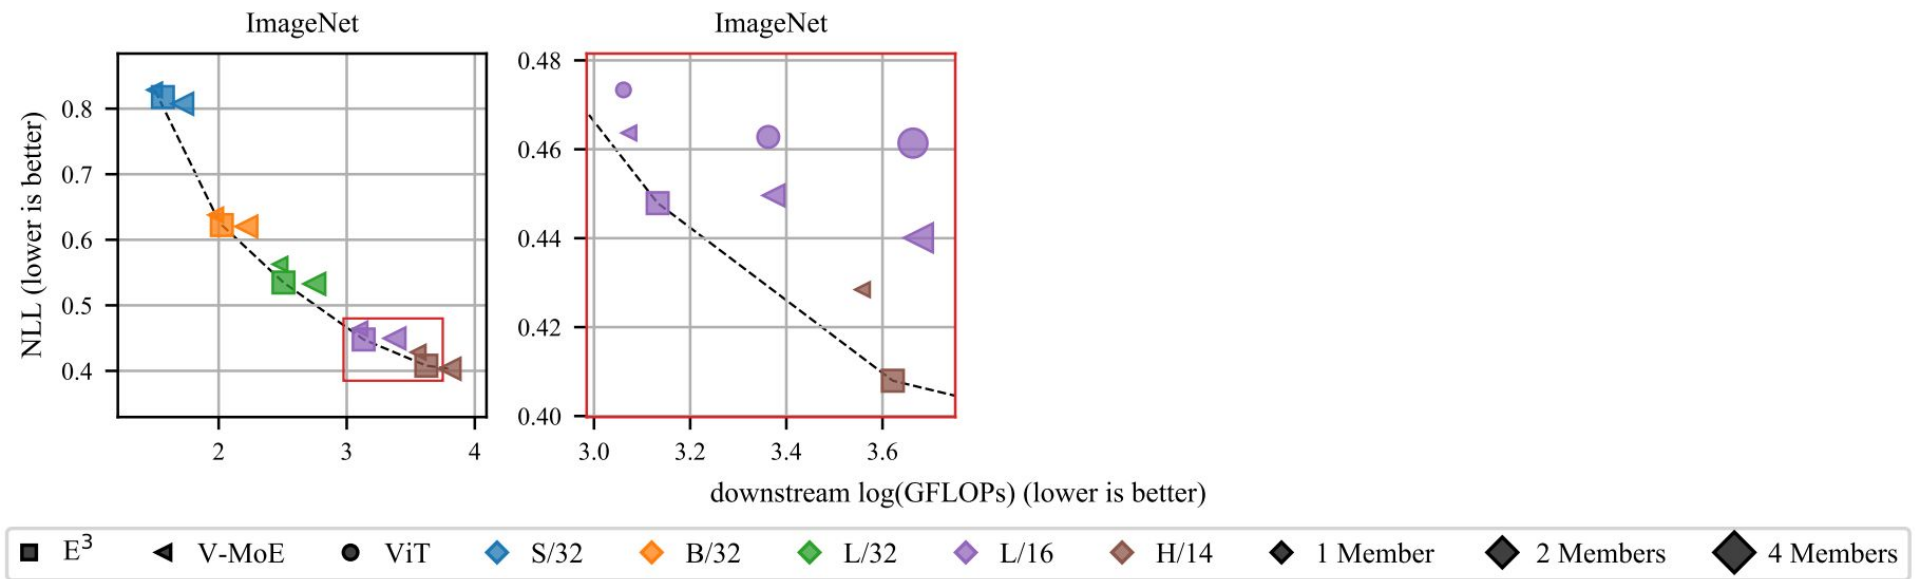 ImageNet
ImageNet
NLL (lower is better)
0.8
0.7
0.6
0.5
0.4
2 3 4
0.48
0.46
0.44
0.42
0.40
3.0 3.2 3.4 3.6
downstream log(GFLOPs) (lower is better)
E³ V-MoE ViT S/32 B/32 L/32 L/16 H/14 1 Member 2 Members 4 Members